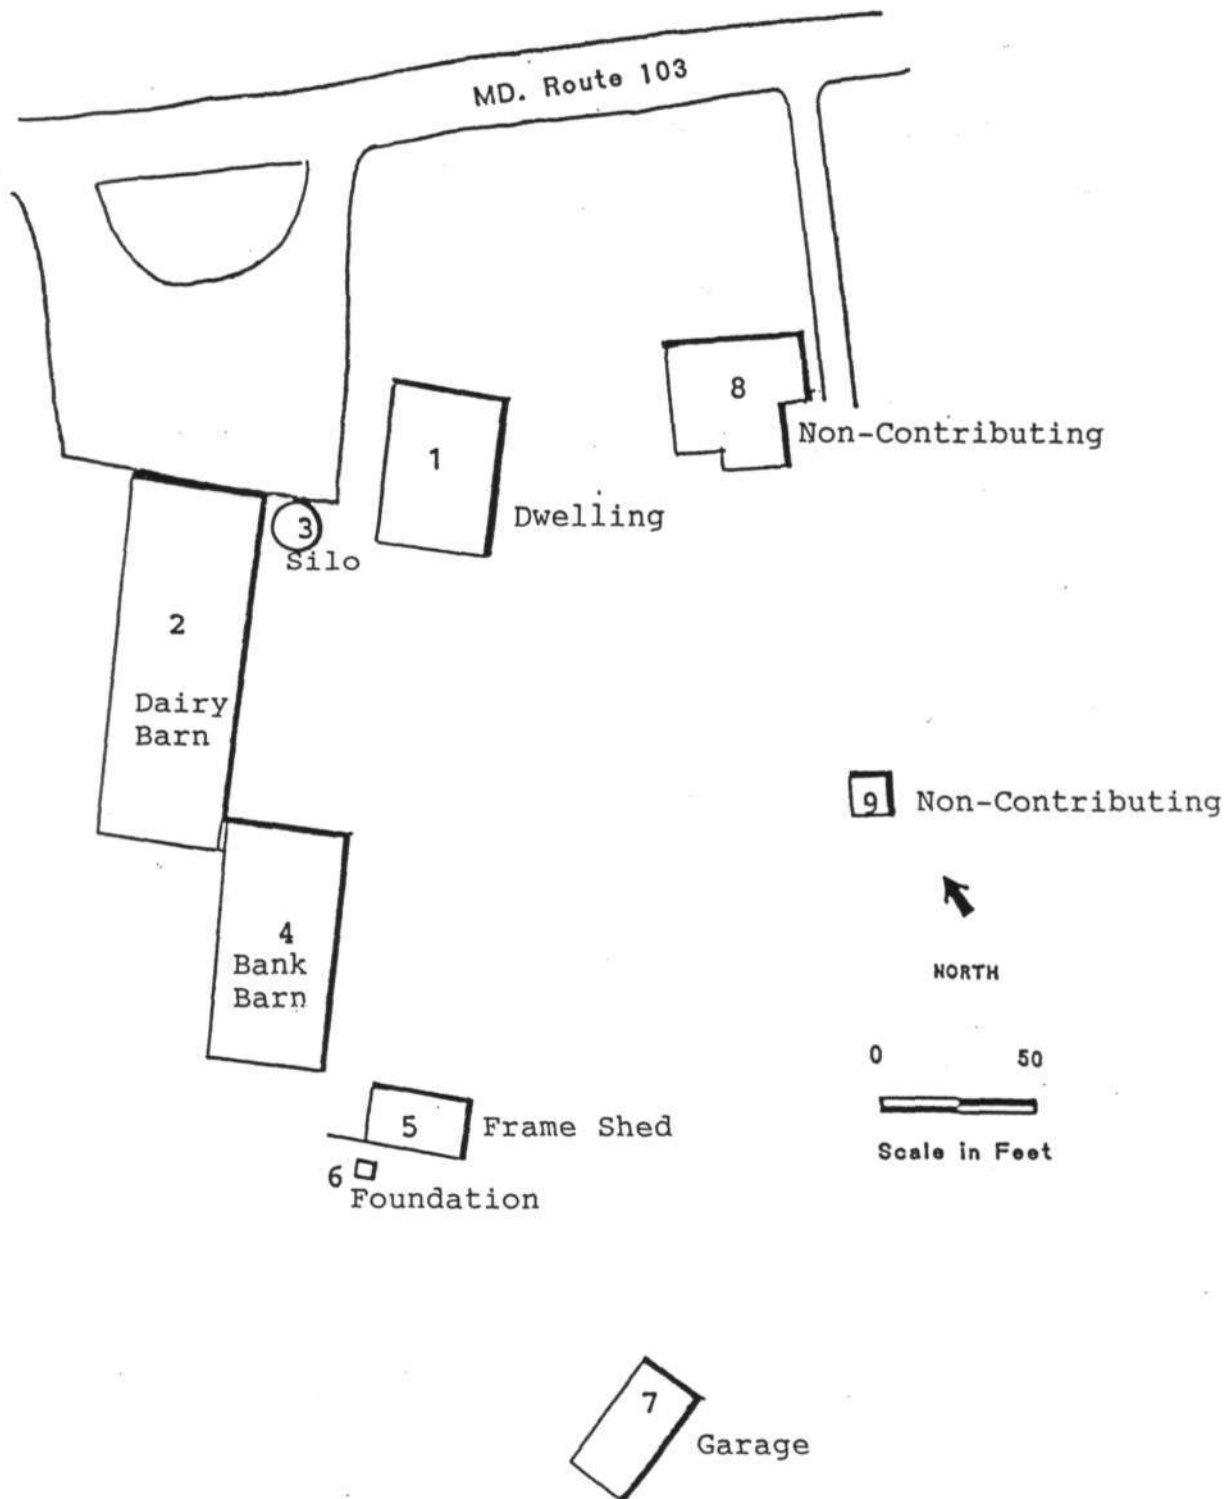 MD. Route 103
8
Non-Contributing
1
Dwelling
3
Silo
2
Dairy
Barn
9 Non-Contributing
4
Bank
Barn
NORTH
0 50
Scale in Feet
5 Frame Shed
6
Foundation
7
Garage